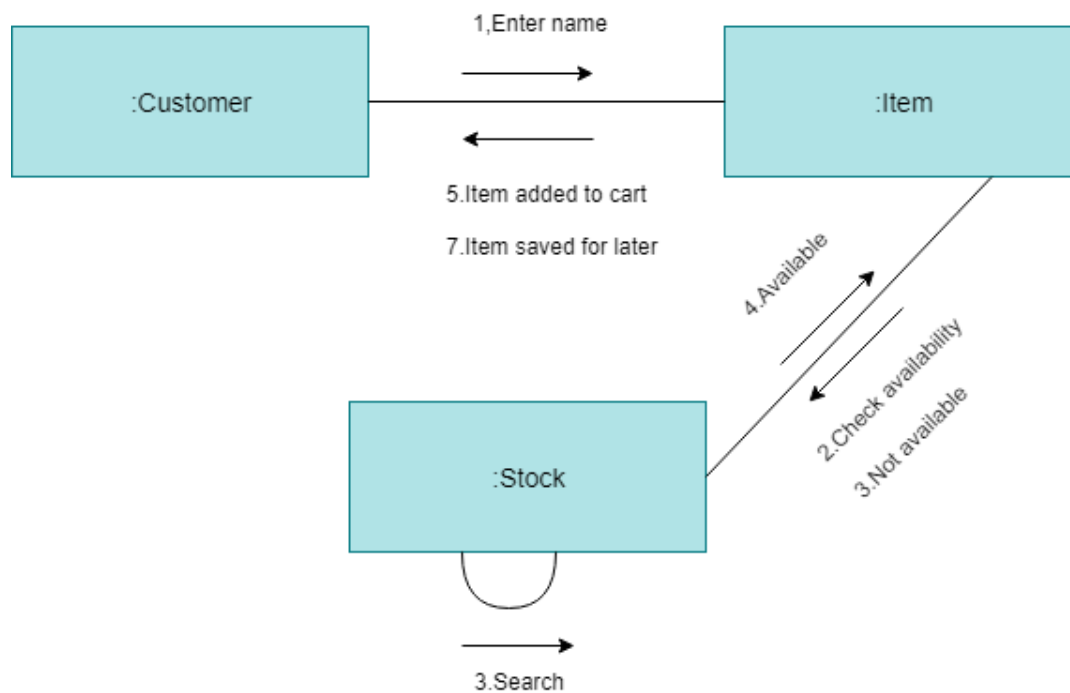 1,Enter name
:Customer
:Item
5.Item added to cart
7.Item saved for later
4.Available
2.Check availability
3.Not available
:Stock
3.Search